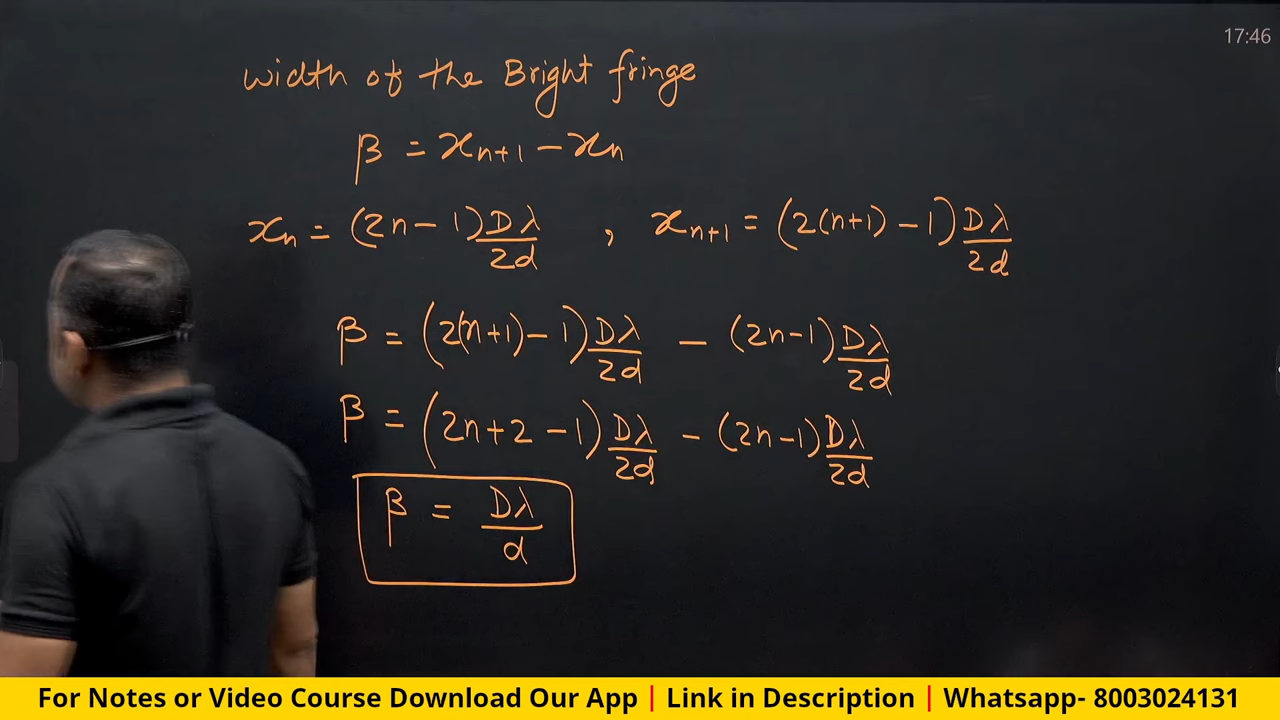 17:46
width of the Bright fringe
β = xₙ₊₁ − xₙ
xₙ = (2n − 1) Dλ/2d , xₙ₊₁ = (2(n+1) − 1) Dλ/2d
β = (2(n+1) − 1) Dλ/2d − (2n−1) Dλ/2d
β = (2n+2 −1) Dλ/2d − (2n−1) Dλ/2d
β = Dλ/d
For Notes or Video Course Download Our App | Link in Description | Whatsapp- 8003024131